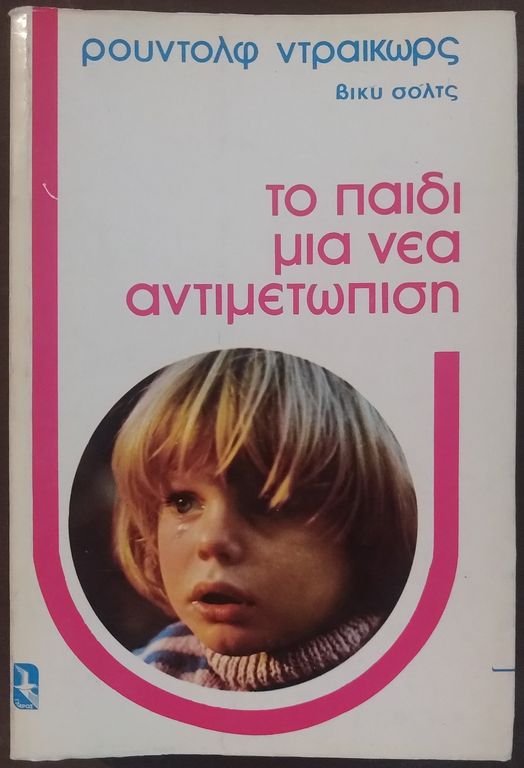 ρουντολφ ντραικωρς
βικυ σολτς
το παιδι
μια νεα
αντιμετωπιση